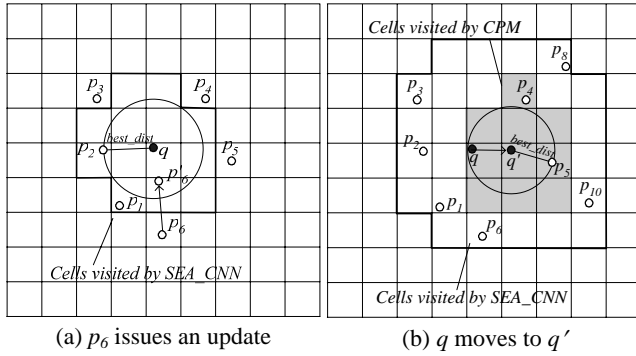 Cells visited by CPM
p8
p3
p4
p3
p4
best_dist
p2
q
p5
p'6
p1
p6
Cells visited by SEA_CNN
p2
q
q'
best_dist
p5
p1
p10
p6
Cells visited by SEA_CNN
(a) p6 issues an update
(b) q moves to q'